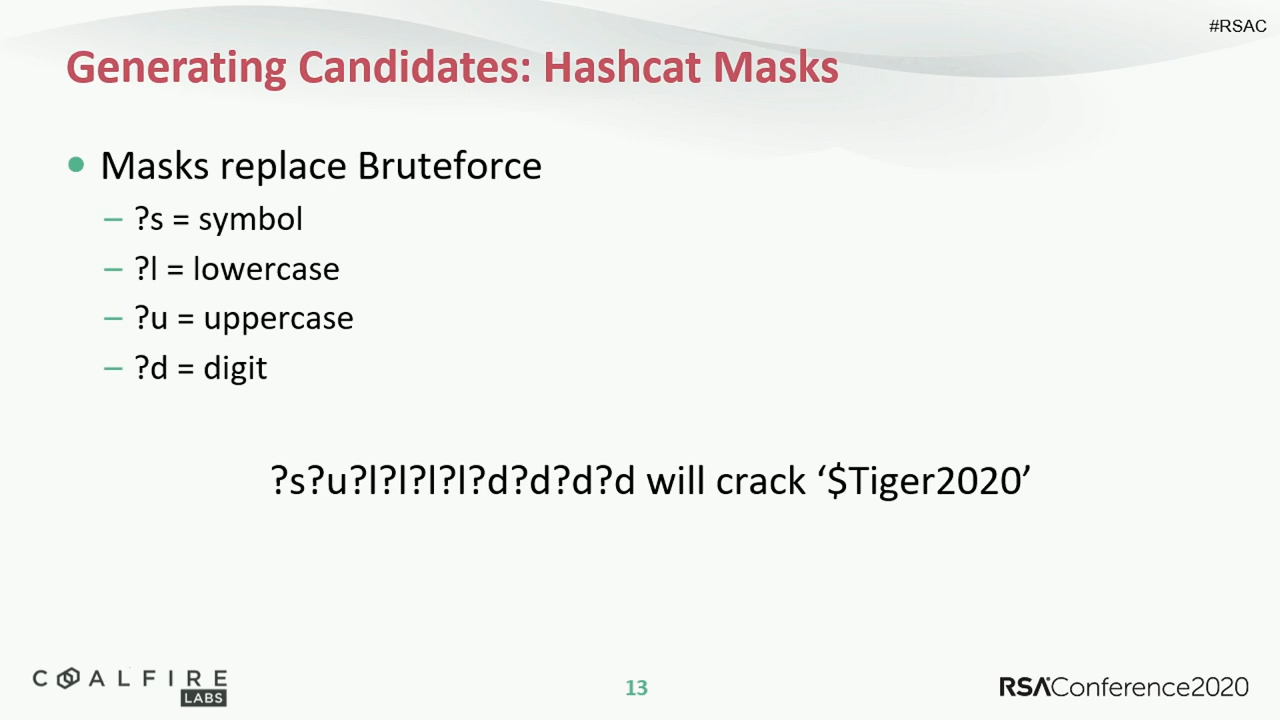 #RSAC
Generating Candidates: Hashcat Masks
• Masks replace Bruteforce
– ?s = symbol
– ?l = lowercase
– ?u = uppercase
– ?d = digit
?s?u?l?l?l?l?d?d?d?d will crack ‘$Tiger2020’
COALFIRE
LABS
13
RSAConference2020